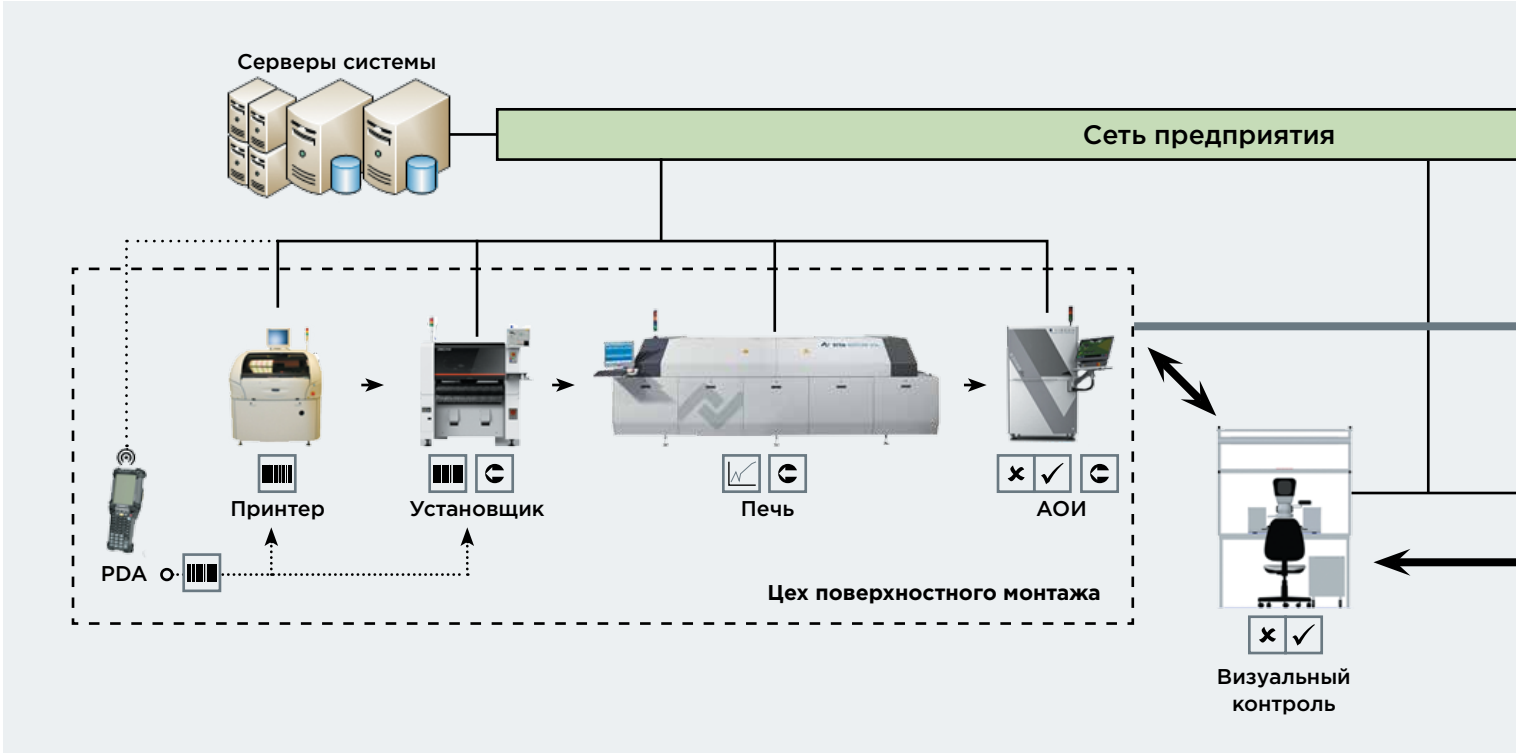 Серверы системы
Сеть предприятия
Принтер
Установщик
Печь
АОИ
PDA
Цех поверхностного монтажа
Визуальный
контроль